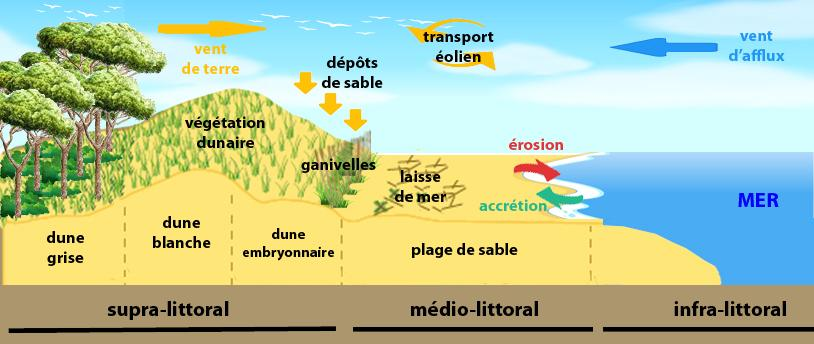 vent
de terre
transport
éolien
vent
d'afflux
dépôts
de sable
végétation
dunaire
ganivelles
érosion
laisse
de mer
accrétion
MER
dune
grise
dune
blanche
dune
embryonnaire
plage de sable
supra-littoral
médio-littoral
infra-littoral